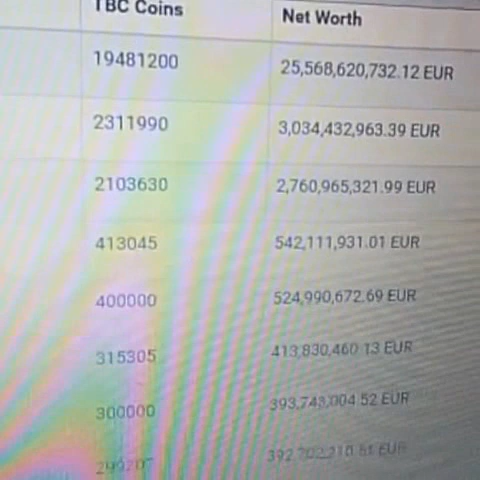 TBC Coins Net Worth
19481200 25,568,620,732.12 EUR
2311990 3,034,432,963.39 EUR
2103630 2,760,965,321.99 EUR
413045 542,111,931.01 EUR
400000 524,990,672.69 EUR
315305 413,830,460.13 EUR
300000 393,743,004.52 EUR
EUR